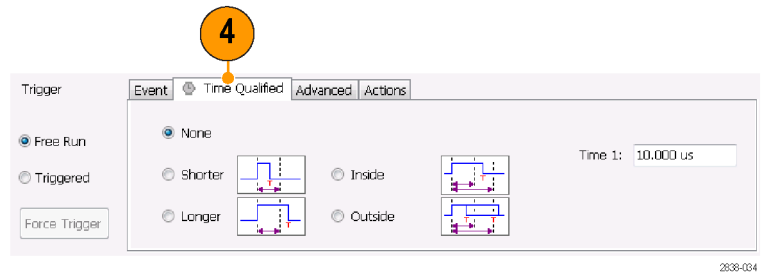 4
Trigger
Event Time Qualified Advanced Actions
Free Run
Triggered
Force Trigger
None
Shorter T Inside T
Longer T Outside T T
Time 1: 10.000 us
2838-034